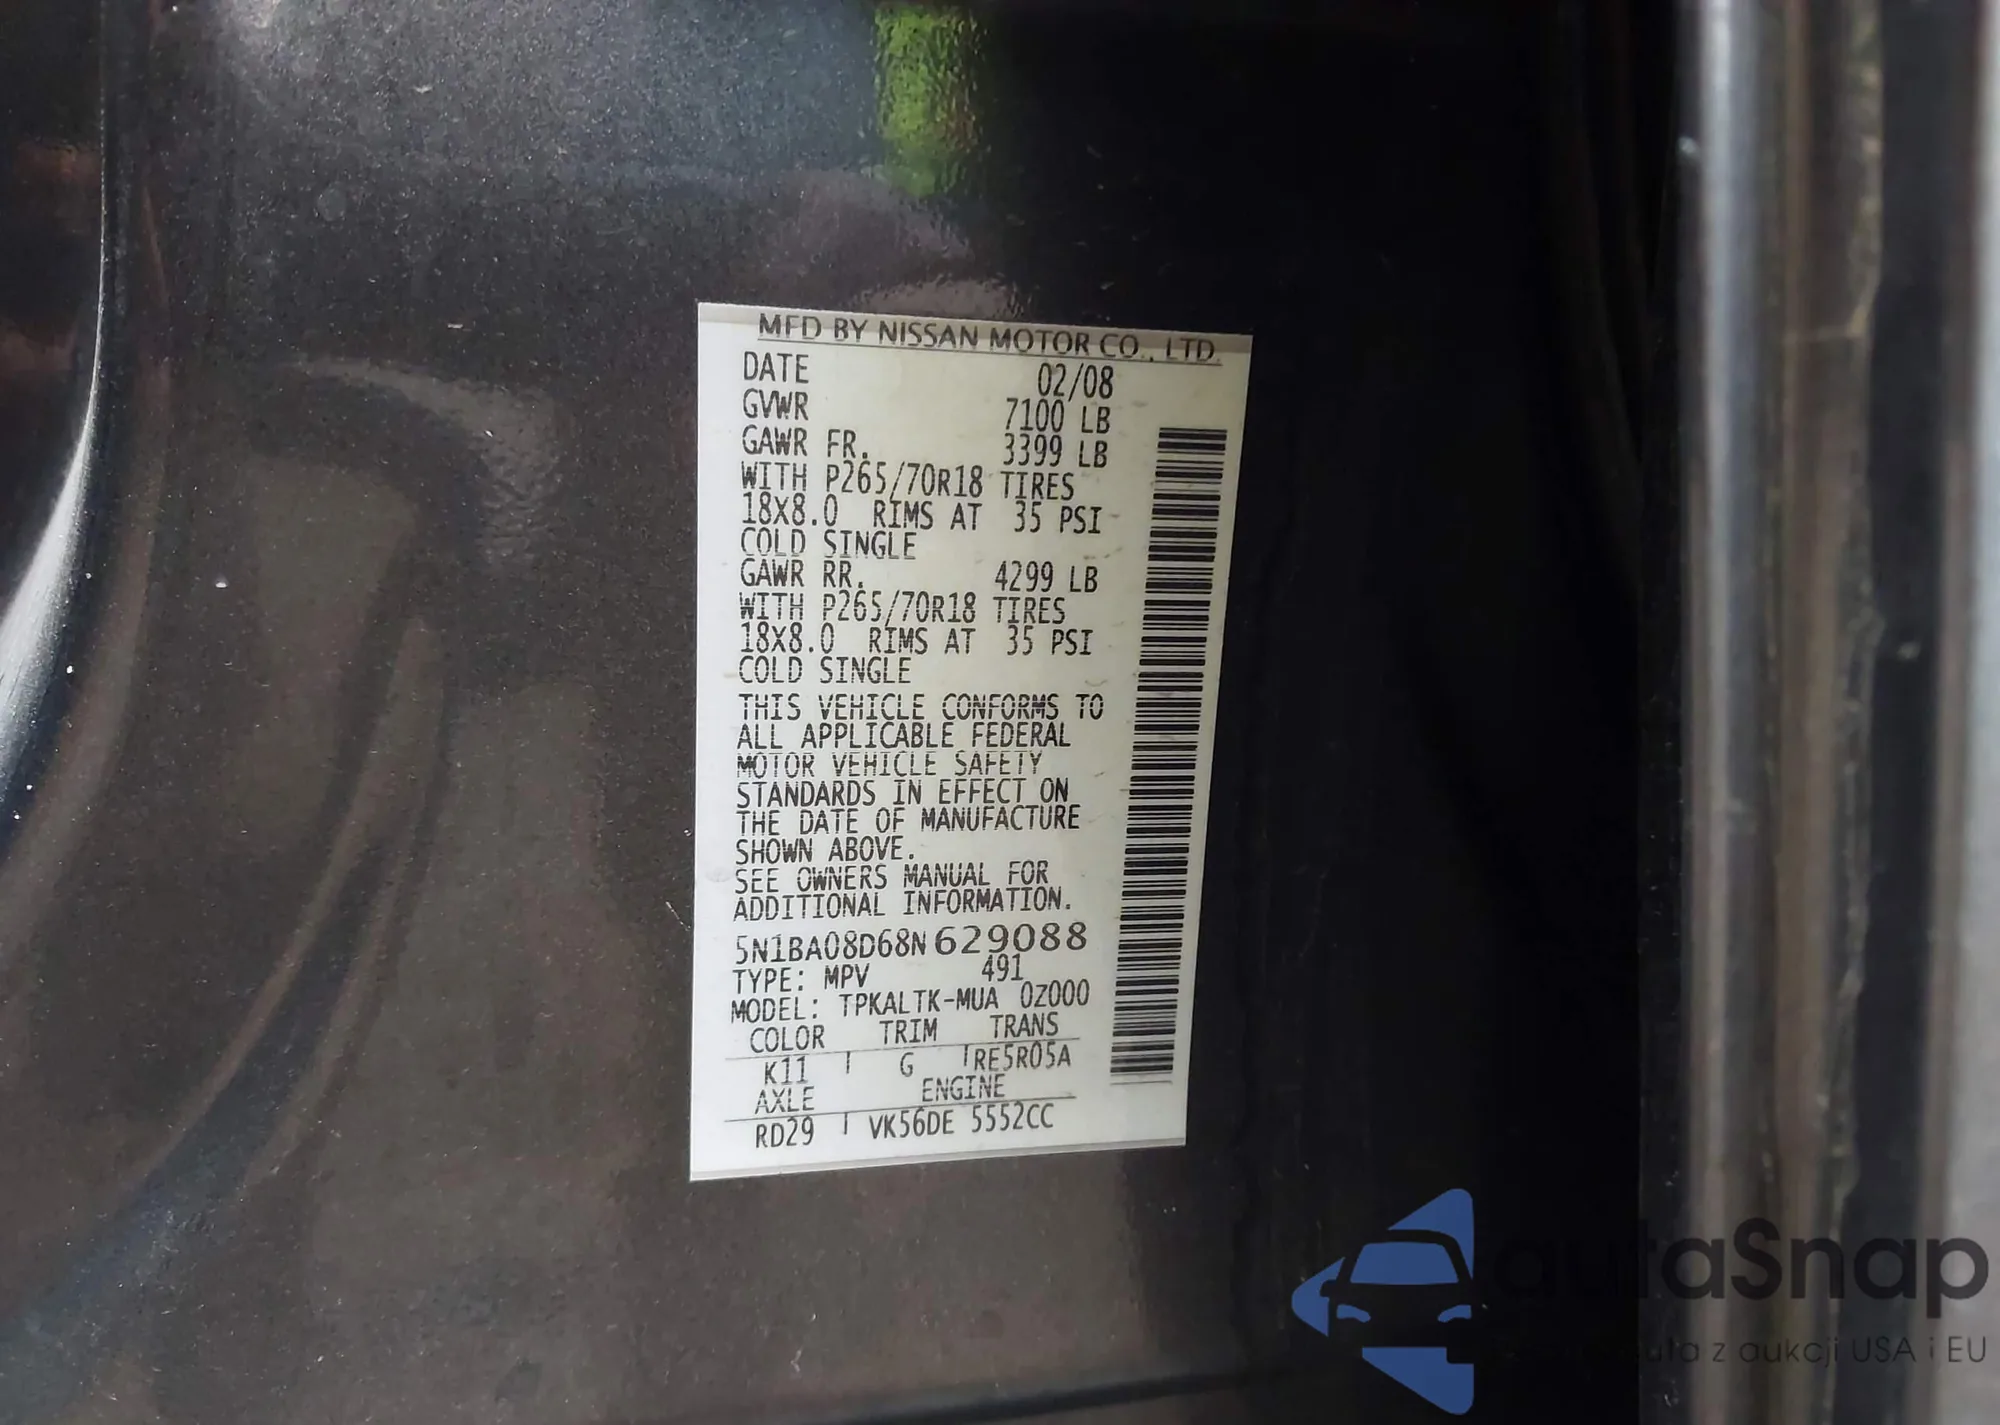 MFD BY NISSAN MOTOR CO., LTD.
DATE 02/08
GVWR 7100 LB
GAWR FR. 3399 LB
WITH P265/70R18 TIRES
18X8.0 RIMS AT 35 PSI
COLD SINGLE
GAWR RR. 4299 LB
WITH P265/70R18 TIRES
18X8.0 RIMS AT 35 PSI
COLD SINGLE
THIS VEHICLE CONFORMS TO
ALL APPLICABLE FEDERAL
MOTOR VEHICLE SAFETY
STANDARDS IN EFFECT ON
THE DATE OF MANUFACTURE
SHOWN ABOVE.
SEE OWNERS MANUAL FOR
ADDITIONAL INFORMATION.
5N1BA08D68N629088
TYPE: MPV 491
MODEL: TPKALTK-MUA 0Z000
COLOR TRIM TRANS
K11 G RE5R05A
AXLE ENGINE
RD29 VK56DE 5552CC
autaSnap
auta z aukcji USA i EU